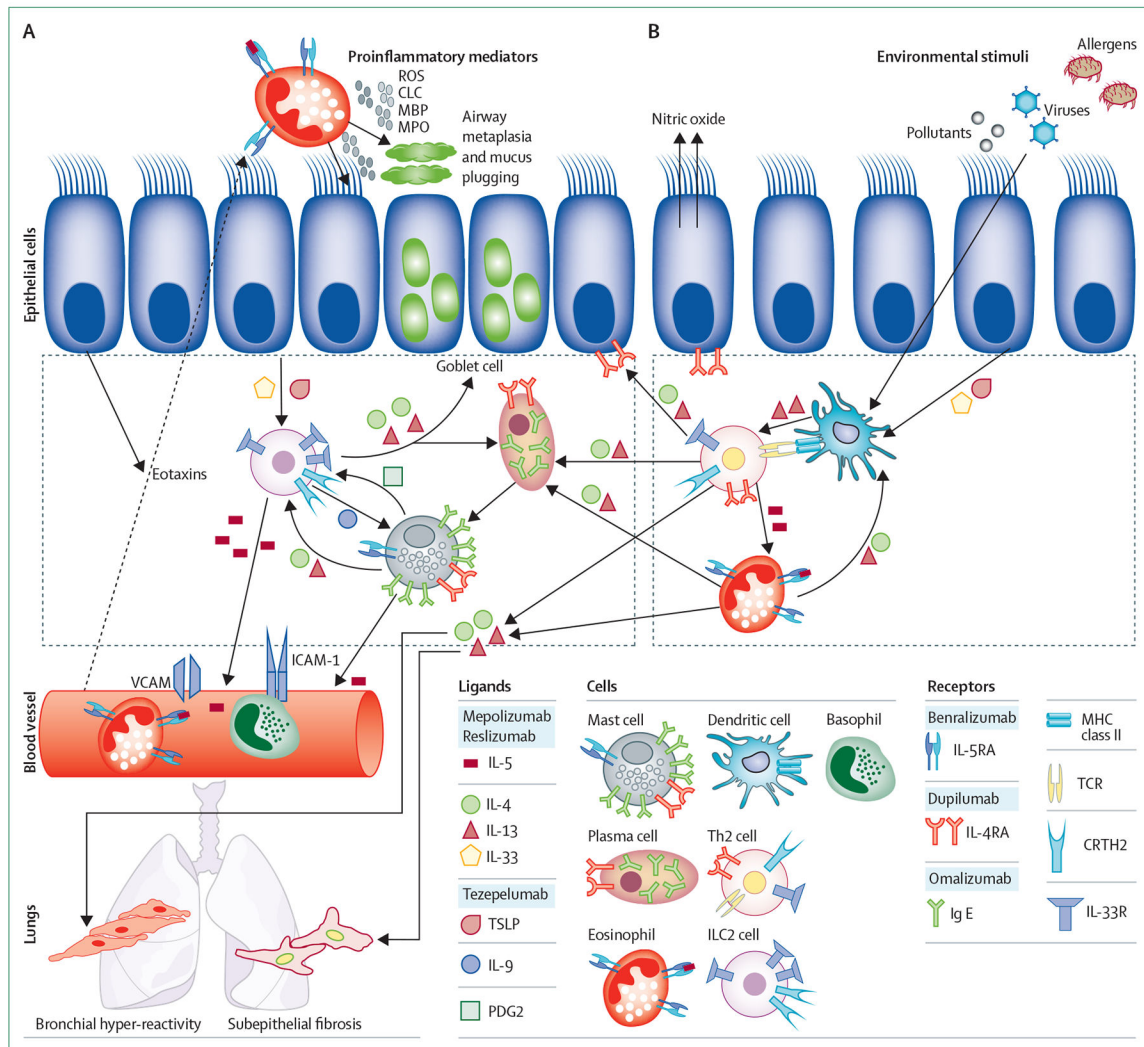 A
Proinflammatory mediators
ROS
CLC
MBP
MPO
Airway
metaplasia
and mucus
plugging
B
Environmental stimuli
Allergens
Viruses
Pollutants
Nitric oxide
Epithelial cells
Goblet cell
Eotaxins
ICAM-1
VCAM
Blood vessel
Lungs
Bronchial hyper-reactivity
Subepithelial fibrosis
Ligands
Mepolizumab
Reslizumab
IL-5
IL-4
IL-13
IL-33
Tezepelumab
TSLP
IL-9
PDG2
Cells
Mast cell
Dendritic cell
Basophil
Plasma cell
Th2 cell
Eosinophil
ILC2 cell
Receptors
Benralizumab
IL-5RA
Dupilumab
IL-4RA
Omalizumab
Ig E
MHC
class II
TCR
CRTH2
IL-33R